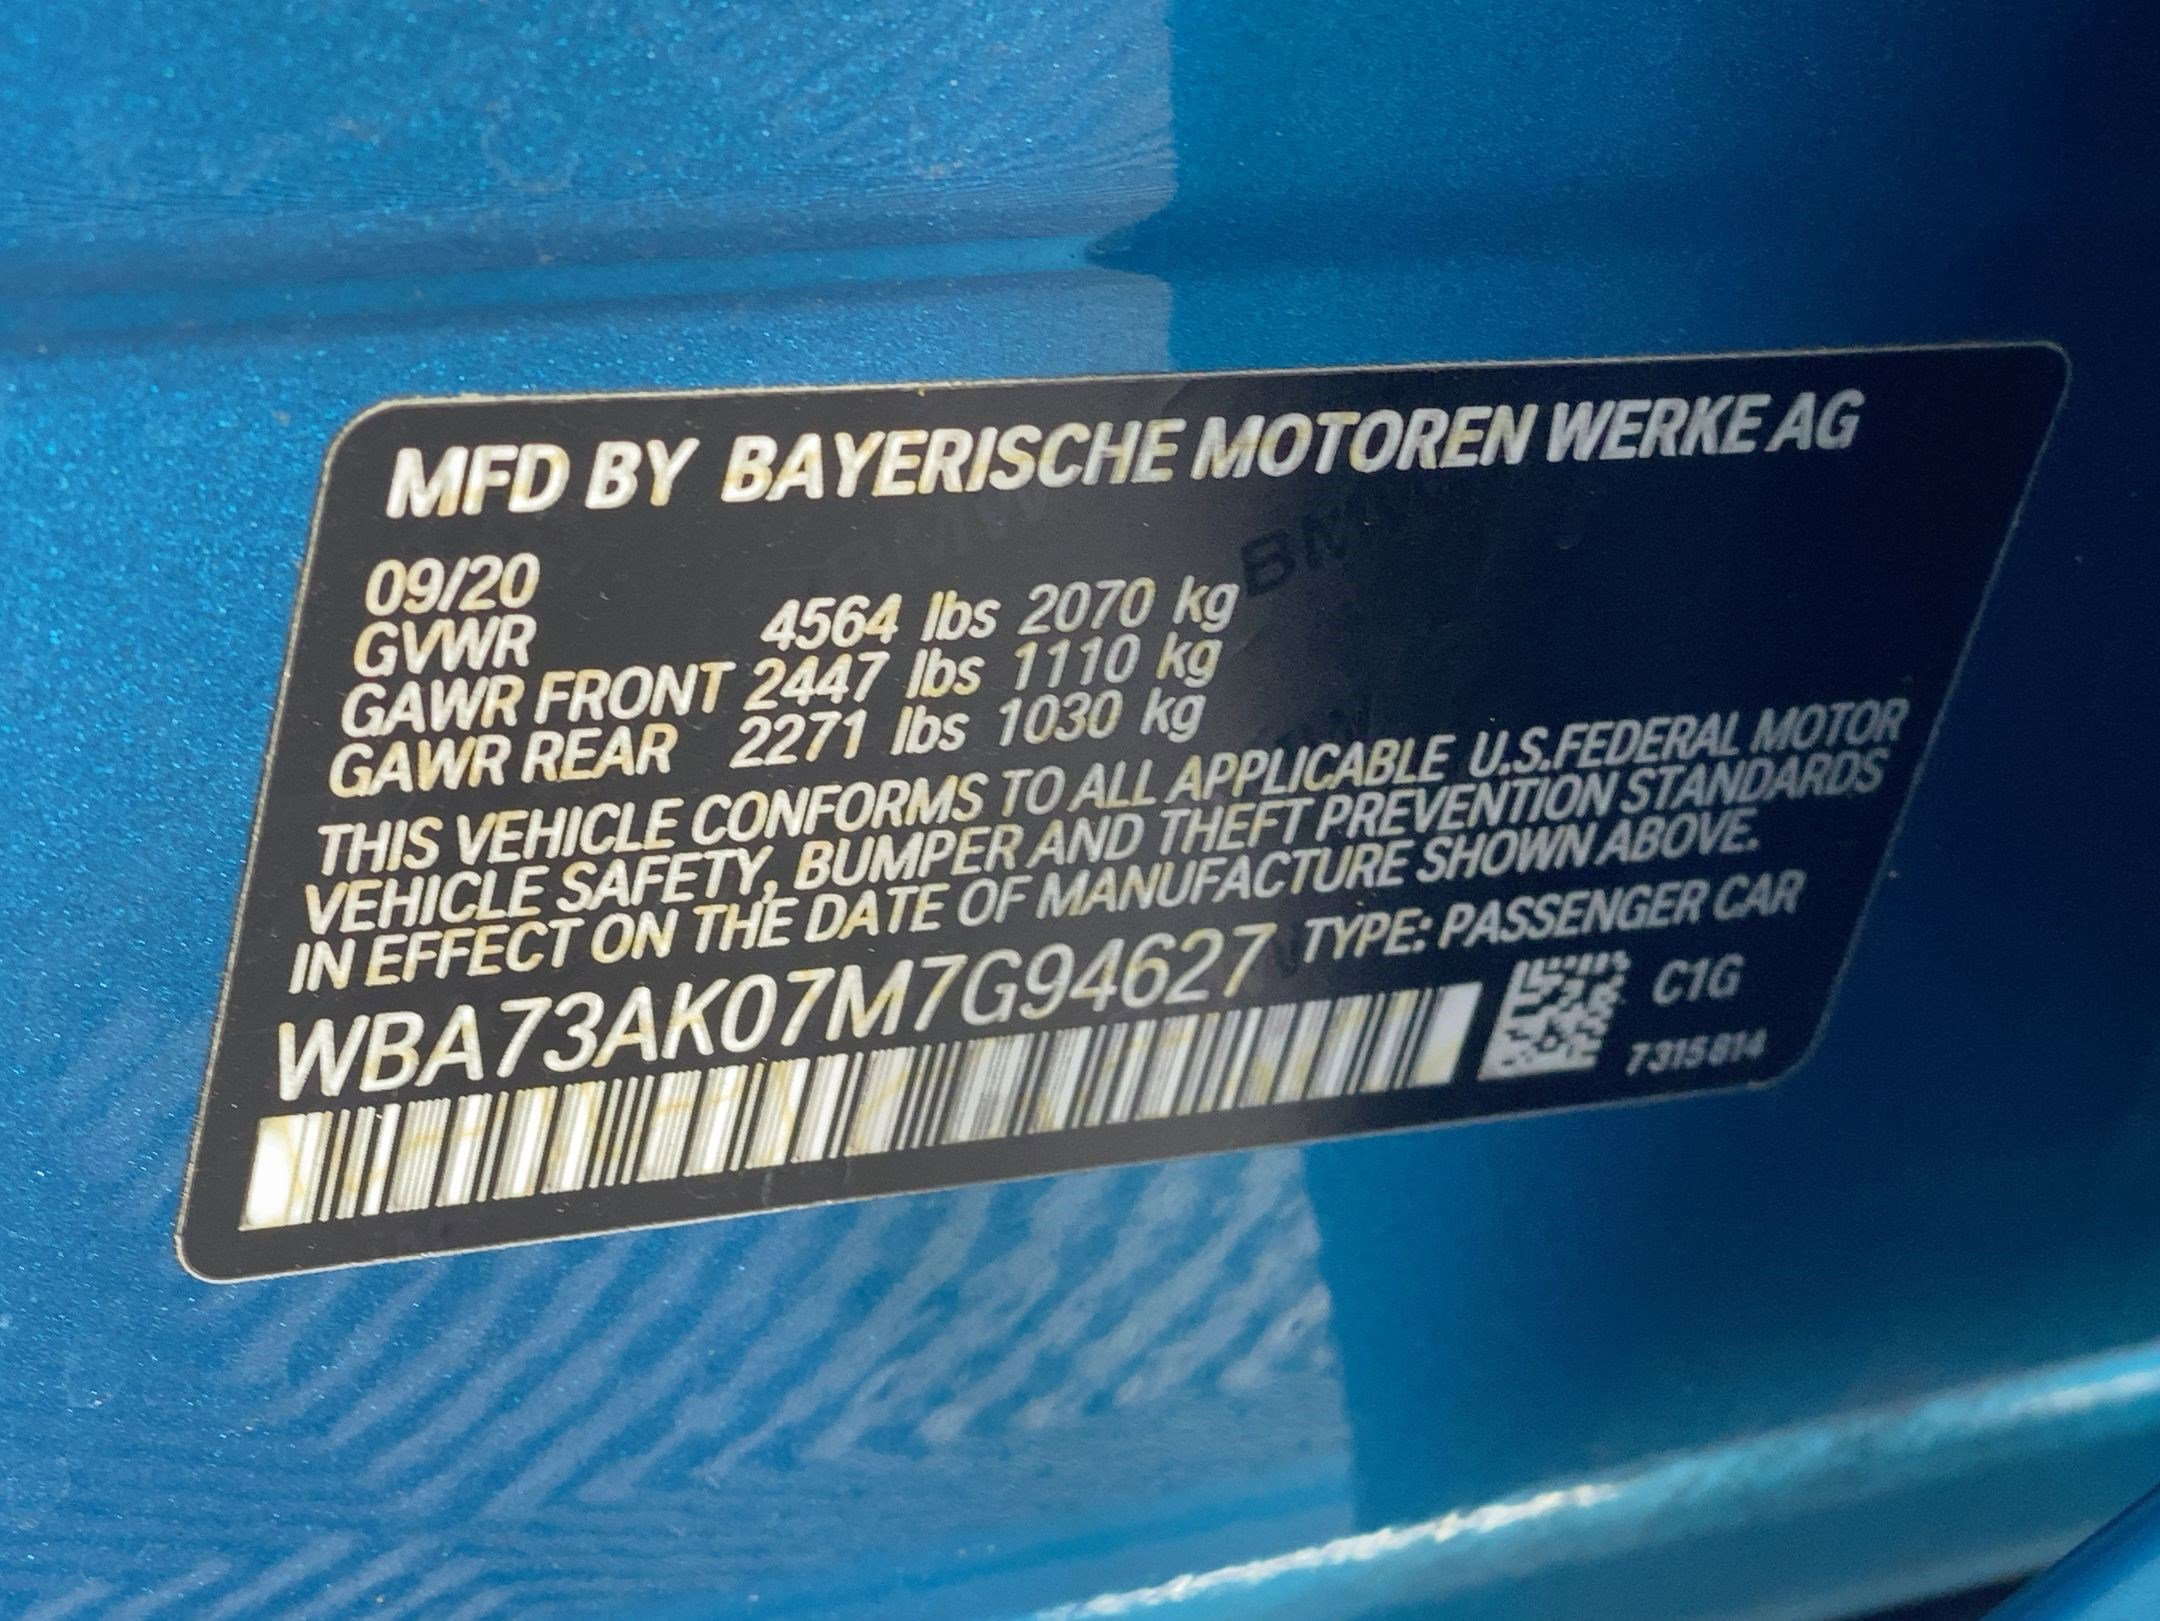 MFD BY BAYERISCHE MOTOREN WERKE AG
09/20
GVWR 4564 lbs 2070 kg
GAWR FRONT 2447 lbs 1110 kg
GAWR REAR 2271 lbs 1030 kg
THIS VEHICLE CONFORMS TO ALL APPLICABLE U.S.FEDERAL MOTOR
VEHICLE SAFETY, BUMPER AND THEFT PREVENTION STANDARDS
IN EFFECT ON THE DATE OF MANUFACTURE SHOWN ABOVE.
WBA73AK07M7G94627 TYPE: PASSENGER CAR
C1G
7315814